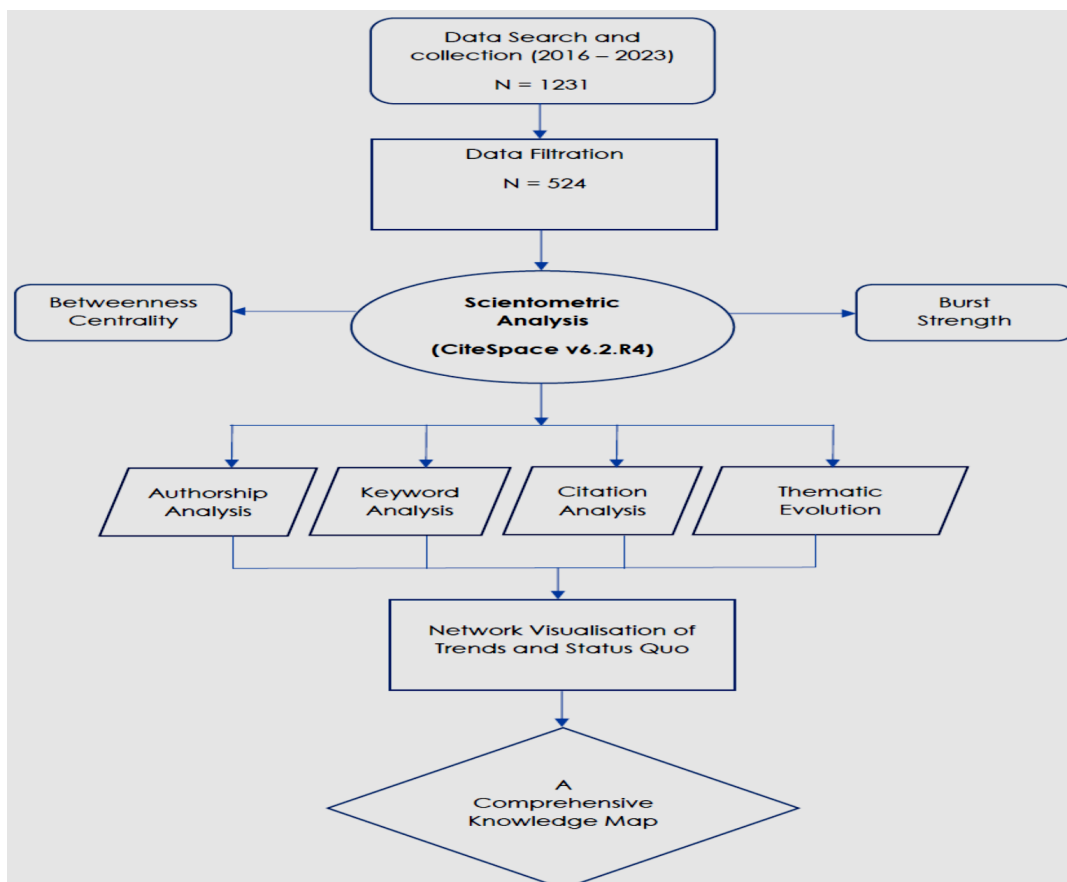 Data Search and
collection (2016 – 2023)
N = 1231
Data Filtration
N = 524
Betweenness
Centrality
Scientometric
Analysis
(CiteSpace v6.2.R4)
Burst
Strength
Authorship
Analysis
Keyword
Analysis
Citation
Analysis
Thematic
Evolution
Network Visualisation of
Trends and Status Quo
A
Comprehensive
Knowledge Map